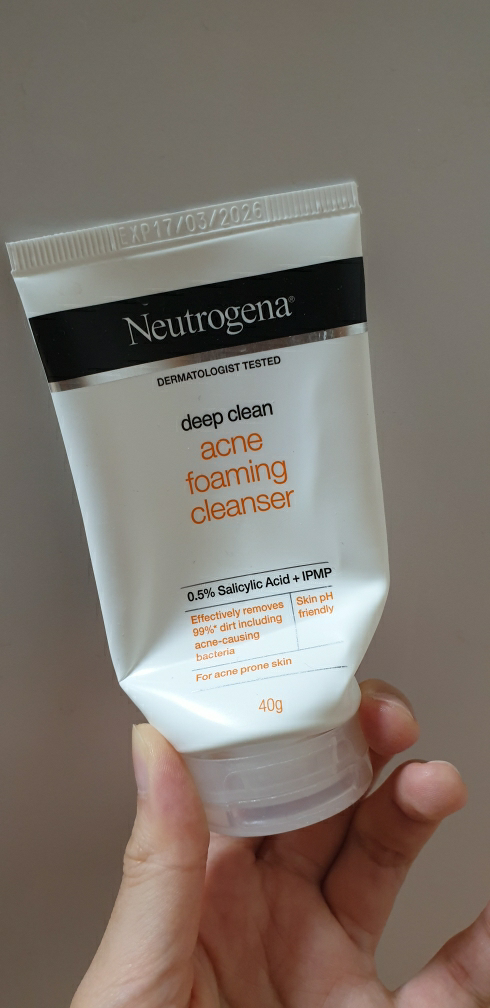 EXP17/03/2026
Neutrogena®
DERMATOLOGIST TESTED
deep clean
acne
foaming
cleanser
0.5% Salicylic Acid + IPMP
Effectively removes
99%* dirt including
acne-causing
bacteria
Skin pH
friendly
For acne prone skin
40g